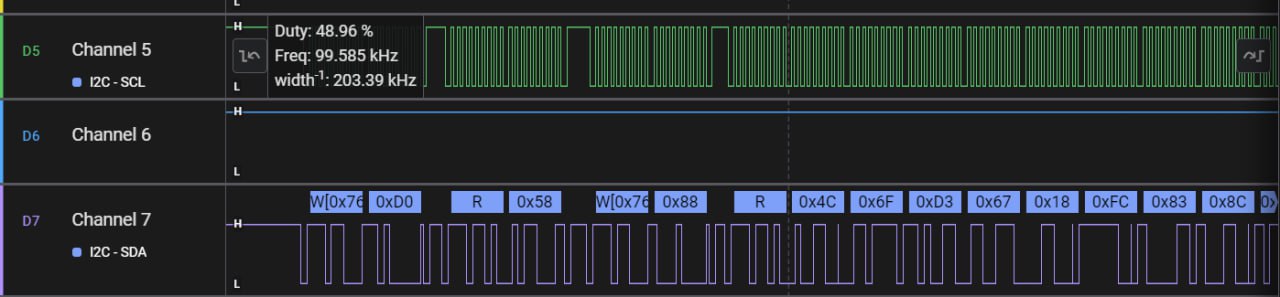 L
D5
Channel 5
I2C - SCL
H
L
Duty: 48.96 %
Freq: 99.585 kHz
width-1: 203.39 kHz
D6
Channel 6
H
L
D7
Channel 7
I2C - SDA
H
L
W[0x76 0xD0 R 0x58 W[0x76 0x88 R 0x4C 0x6F 0xD3 0x67 0x18 0xFC 0x83 0x8C 0x